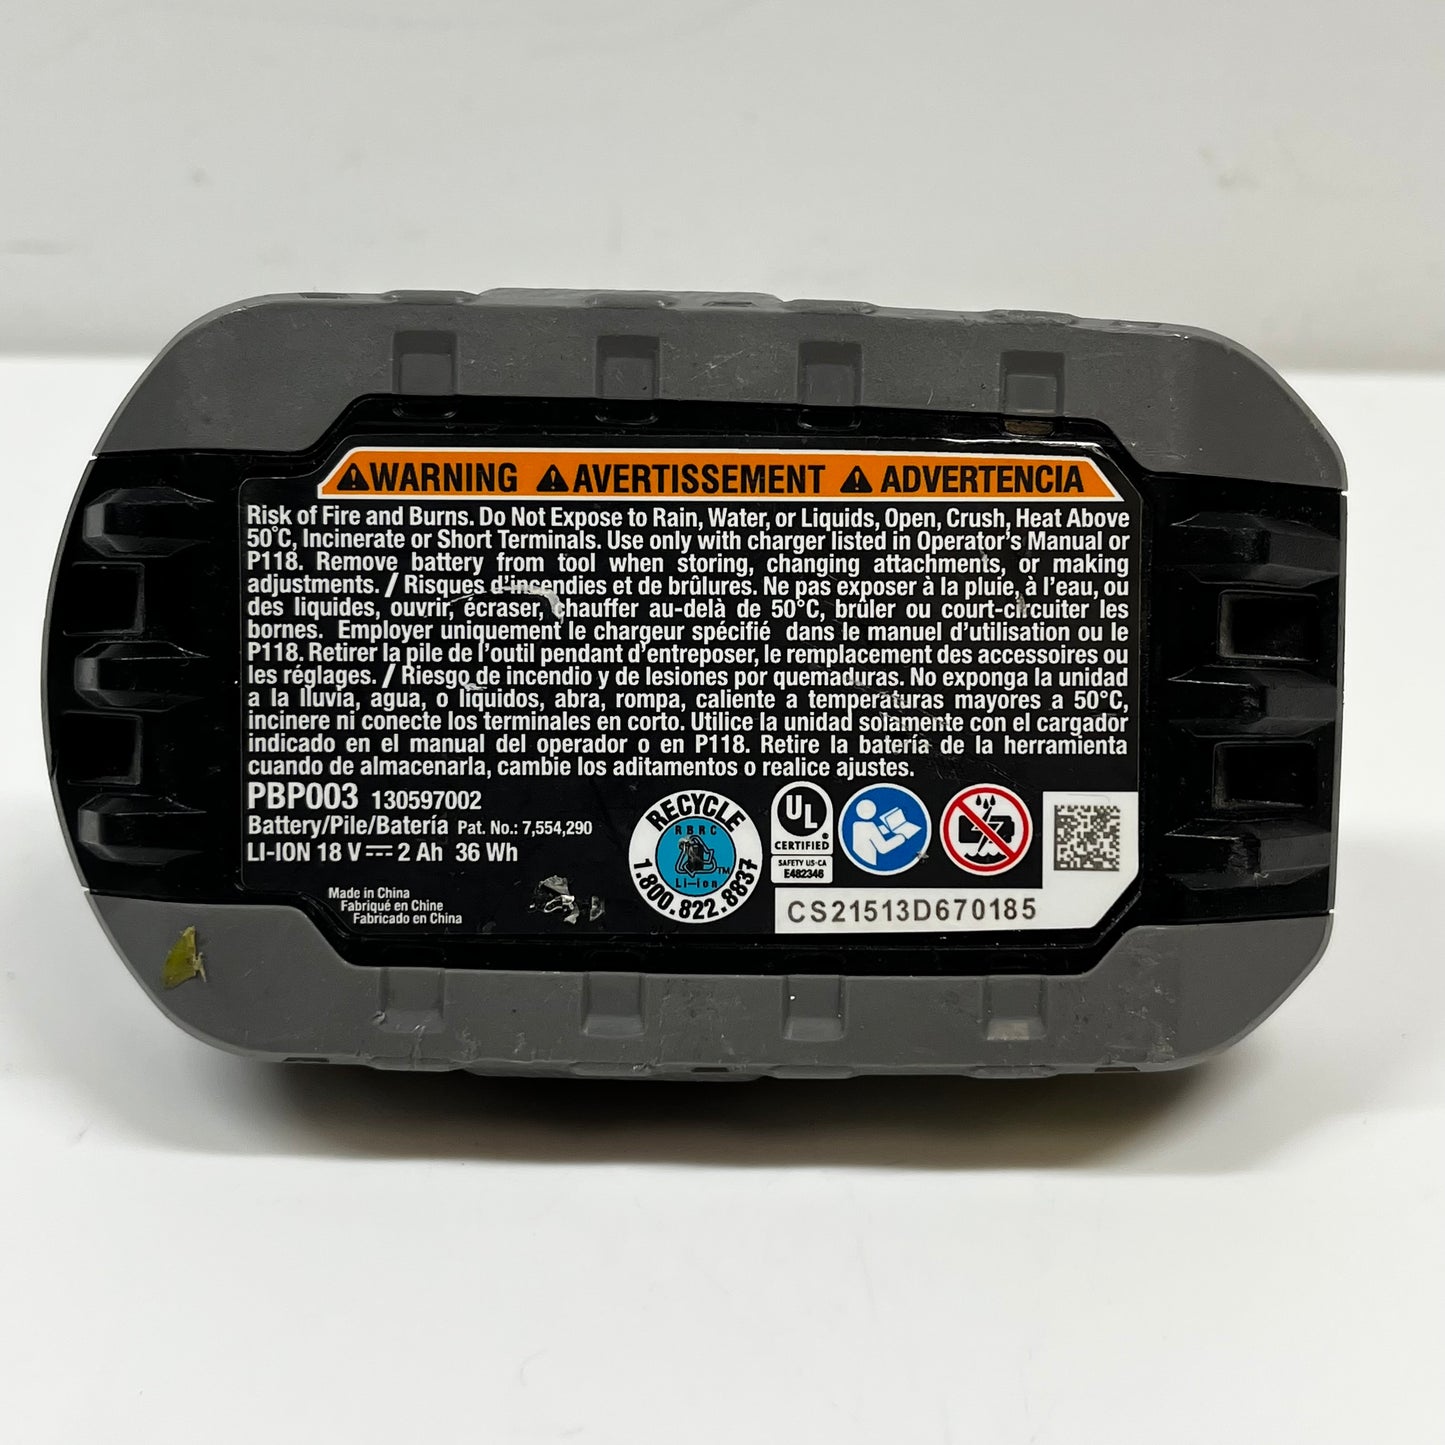 WARNING AVERTISSEMENT ADVERTENCIA
Risk of Fire and Burns. Do Not Expose to Rain, Water, or Liquids, Open, Crush, Heat Above
50°C, Incinerate or Short Terminals. Use only with charger listed in Operator's Manual or
P118. Remove battery from tool when storing, changing attachments, or making
adjustments. / Risques d'incendies et de brûlures. Ne pas exposer à la pluie, à l'eau, ou
des liquides, ouvrir, écraser, chauffer au-delà de 50°C, brûler ou court-circuiter les
bornes. Employer uniquement le chargeur spécifié dans le manuel d'utilisation ou le
P118. Retirer la pile de l'outil pendant d'entreposer, le remplacement des accessoires ou
les réglages. / Riesgo de incendio y de lesiones por quemaduras. No exponga la unidad
a la lluvia, agua, o líquidos, abra, rompa, caliente a temperaturas mayores a 50°C,
incinere ni conecte los terminales en corto. Utilice la unidad solamente con el cargador
indicado en el manual del operador o en P118. Retire la batería de la herramienta
cuando de almacenarla, cambie los aditamentos o realice ajustes.
PBP003 130597002
Battery/Pile/Batería Pat. No.: 7,554,290
LI-ION 18 V⎓ 2 Ah 36 Wh
Made in China
Fabriqué en Chine
Fabricado en China
RECYCLE
RBRC
TM
Li-ion
1.800.822.8837
UL
CERTIFIED
SAFETY US-CA
E482346
CS21513D670185